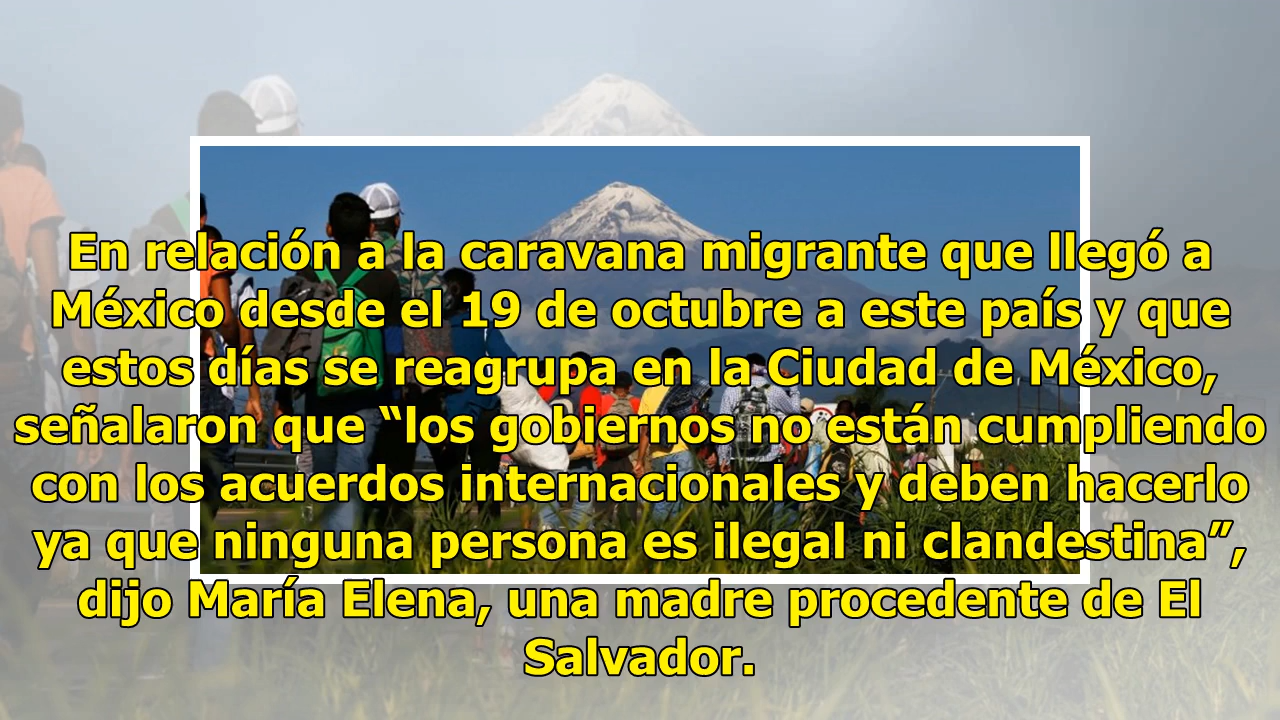 En relación a la caravana migrante que llegó a
México desde el 19 de octubre a este país y que
estos días se reagrupa en la Ciudad de México,
señalaron que “los gobiernos no están cumpliendo
con los acuerdos internacionales y deben hacerlo
ya que ninguna persona es ilegal ni clandestina”,
dijo María Elena, una madre procedente de El
Salvador.